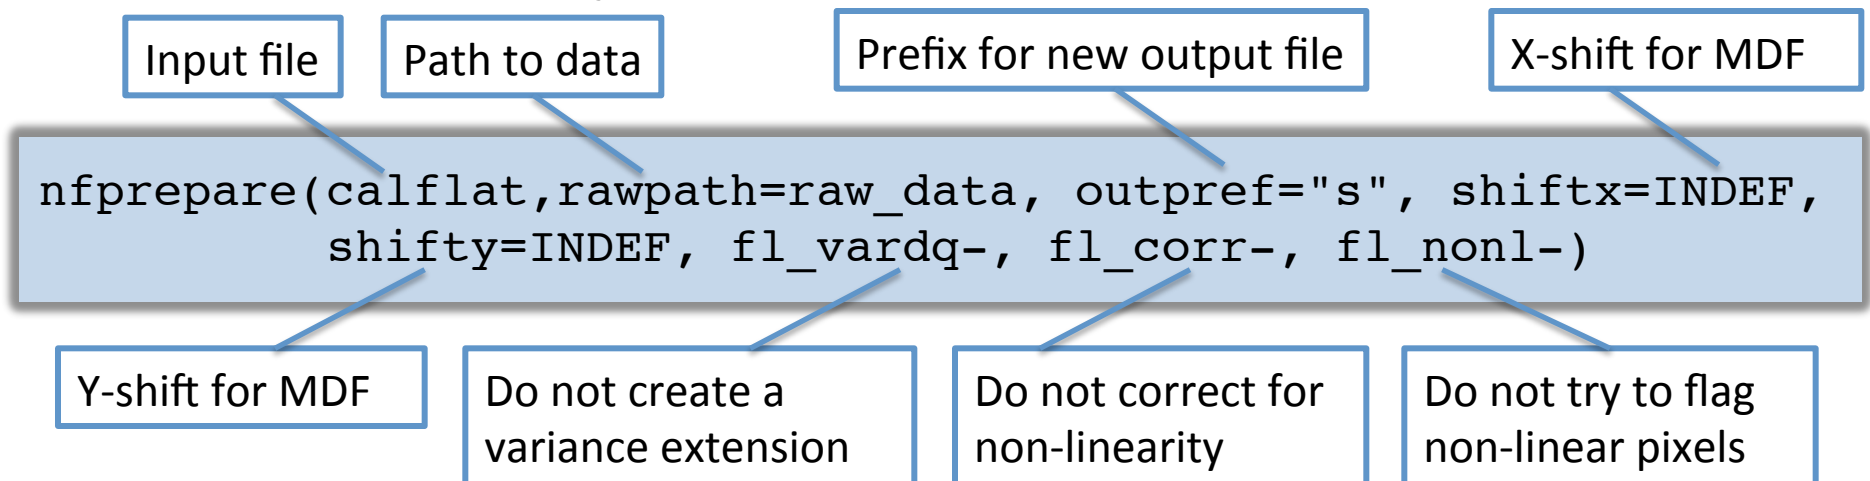 Input file
Path to data
Prefix for new output file
X-shift for MDF
nfprepare(calflat,rawpath=raw_data, outpref="s", shiftx=INDEF,
shifty=INDEF, fl_vardq-, fl_corr-, fl_nonl-)
Y-shift for MDF
Do not create a
variance extension
Do not correct for
non-linearity
Do not try to flag
non-linear pixels